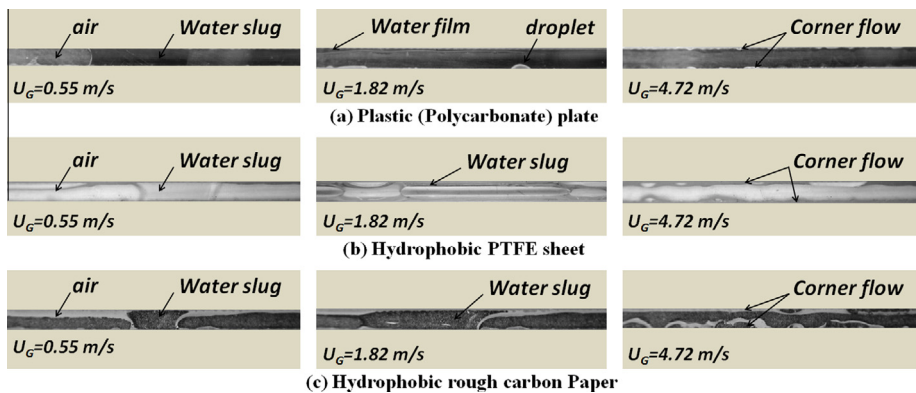 air Water slug Water film droplet Corner flow
U_G=0.55 m/s U_G=1.82 m/s U_G=4.72 m/s
(a) Plastic (Polycarbonate) plate
air Water slug Water slug Corner flow
U_G=0.55 m/s U_G=1.82 m/s U_G=4.72 m/s
(b) Hydrophobic PTFE sheet
air Water slug Water slug Corner flow
U_G=0.55 m/s U_G=1.82 m/s U_G=4.72 m/s
(c) Hydrophobic rough carbon Paper